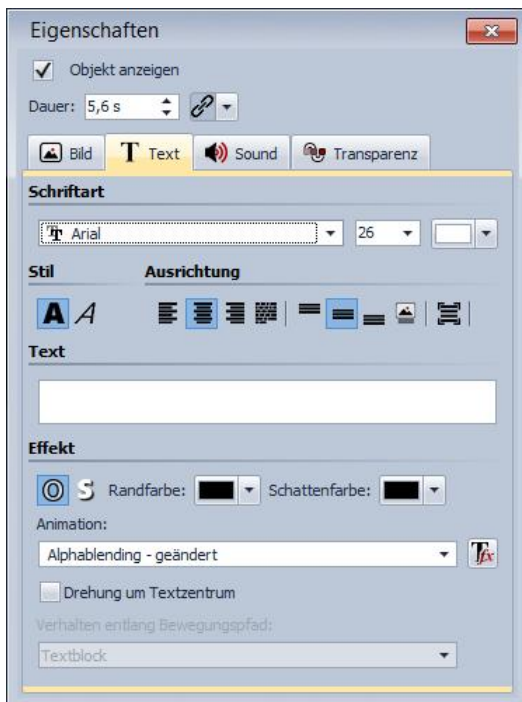 Eigenschaften
Objekt anzeigen
Dauer: 5,6 s
Bild Text Sound Transparenz
Schriftart
Arial 26
Stil Ausrichtung
Text
Effekt
Randfarbe: Schattenfarbe:
Animation:
Alphablending - geändert
Drehung um Textzentrum
Verhalten entlang Bewegungspfad:
Textblock